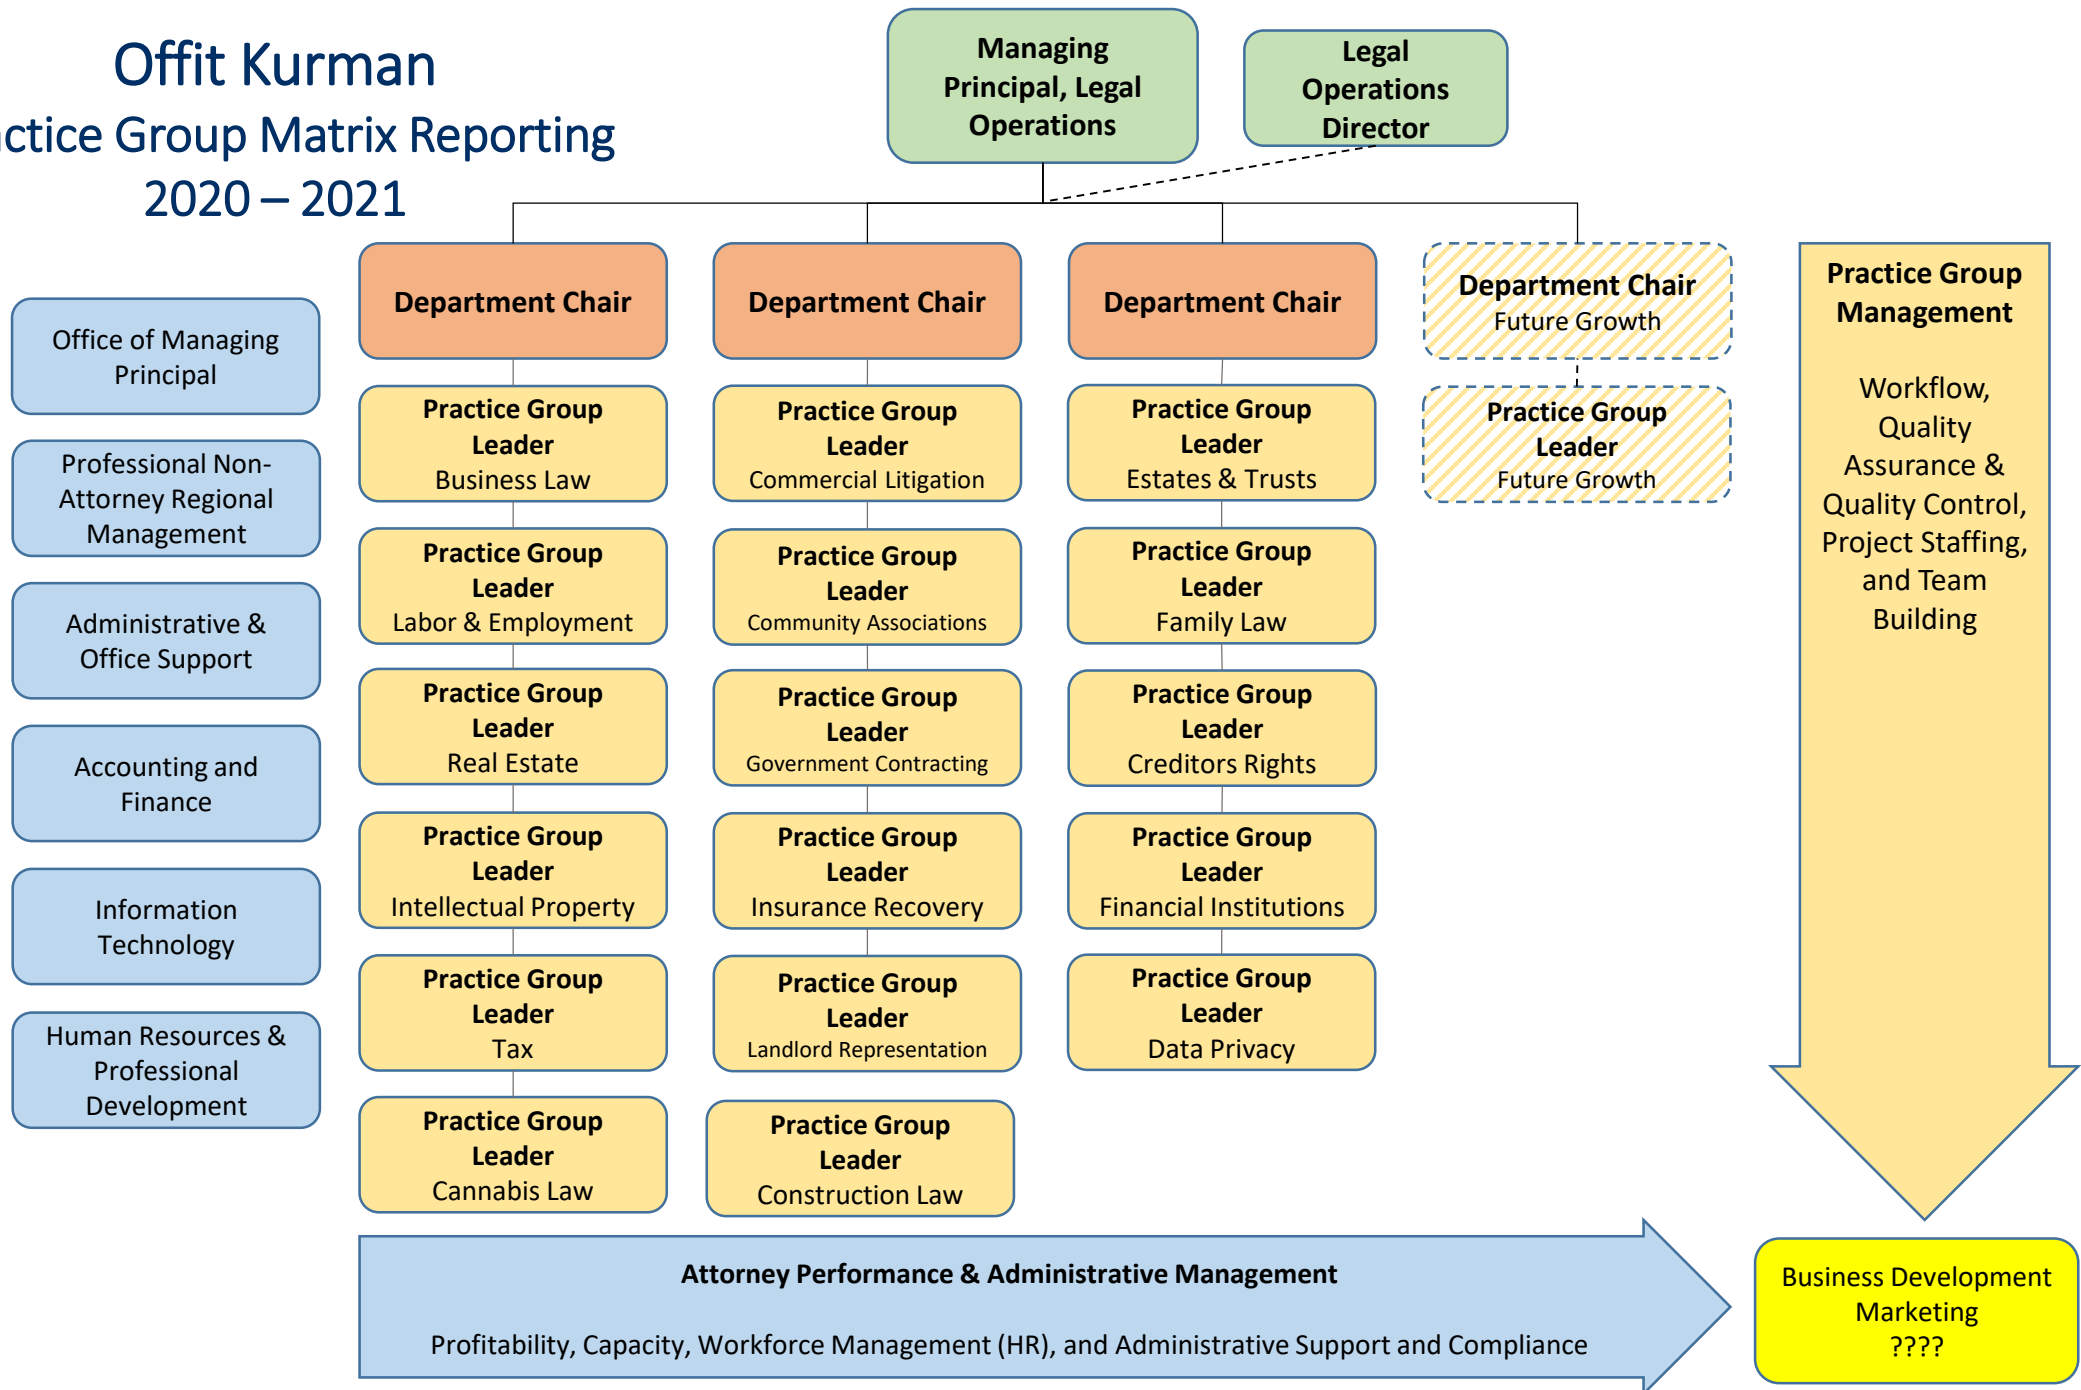 Offit Kurman
ctice Group Matrix Reporting
2020 – 2021
Managing
Principal, Legal
Operations
Legal
Operations
Director
Office of Managing
Principal
Professional Non-
Attorney Regional
Management
Administrative &
Office Support
Accounting and
Finance
Information
Technology
Human Resources &
Professional
Development
Department Chair
Practice Group
Leader
Business Law
Practice Group
Leader
Labor & Employment
Practice Group
Leader
Real Estate
Practice Group
Leader
Intellectual Property
Practice Group
Leader
Tax
Practice Group
Leader
Cannabis Law
Department Chair
Practice Group
Leader
Commercial Litigation
Practice Group
Leader
Community Associations
Practice Group
Leader
Government Contracting
Practice Group
Leader
Insurance Recovery
Practice Group
Leader
Landlord Representation
Practice Group
Leader
Construction Law
Department Chair
Practice Group
Leader
Estates & Trusts
Practice Group
Leader
Family Law
Practice Group
Leader
Creditors Rights
Practice Group
Leader
Financial Institutions
Practice Group
Leader
Data Privacy
Department Chair
Future Growth
Practice Group
Leader
Future Growth
Practice Group
Management
Workflow,
Quality
Assurance &
Quality Control,
Project Staffing,
and Team
Building
Attorney Performance & Administrative Management
Profitability, Capacity, Workforce Management (HR), and Administrative Support and Compliance
Business Development
Marketing
????